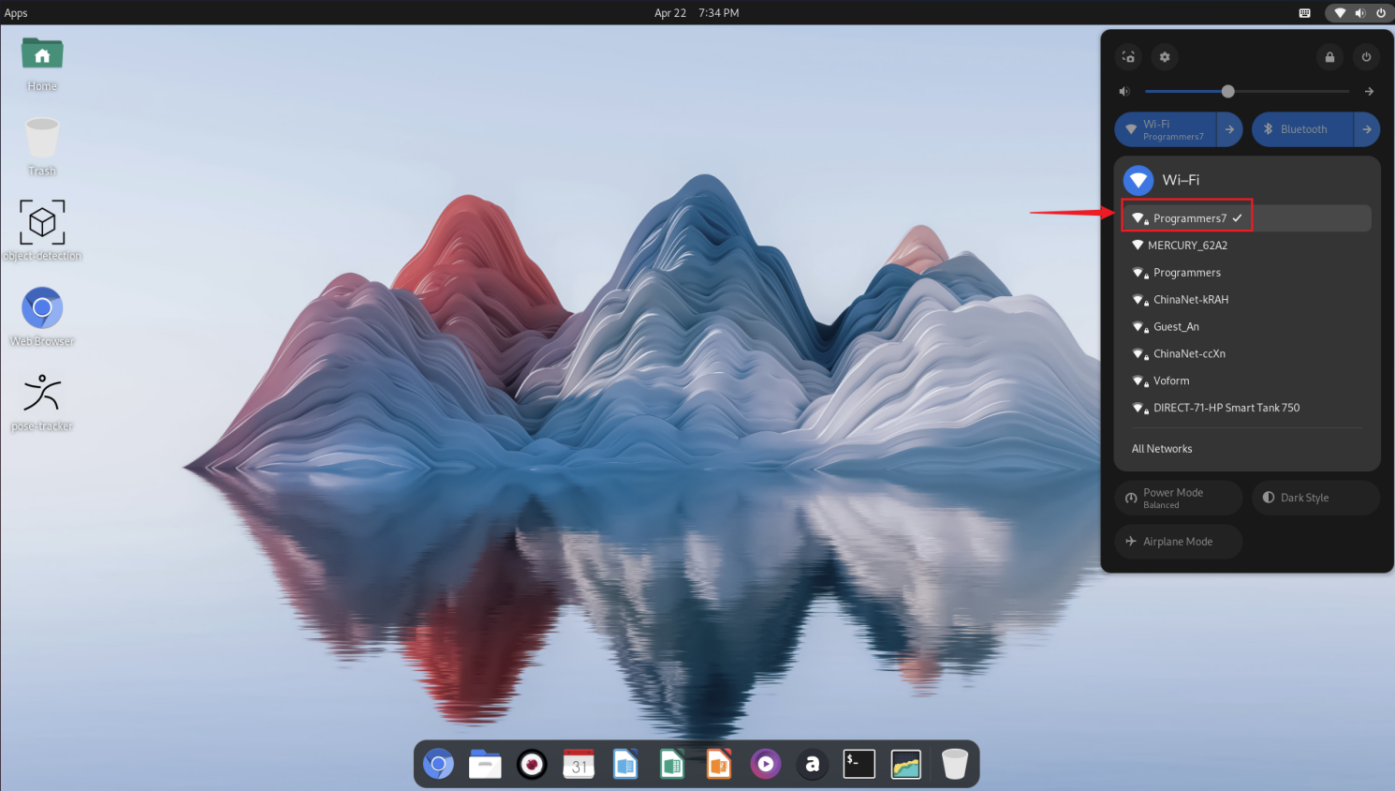 Apps
Apr 22 7:34 PM
Home
Trash
object-detection
Web Browser
pose-tracker
Wi-Fi
Programmers7
Bluetooth
Wi–Fi
Programmers7
MERCURY_62A2
Programmers
ChinaNet-kRAH
Guest_An
ChinaNet-ccXn
Voform
DIRECT-71-HP Smart Tank 750
All Networks
Power Mode
Balanced
Dark Style
Airplane Mode
31
a
$_